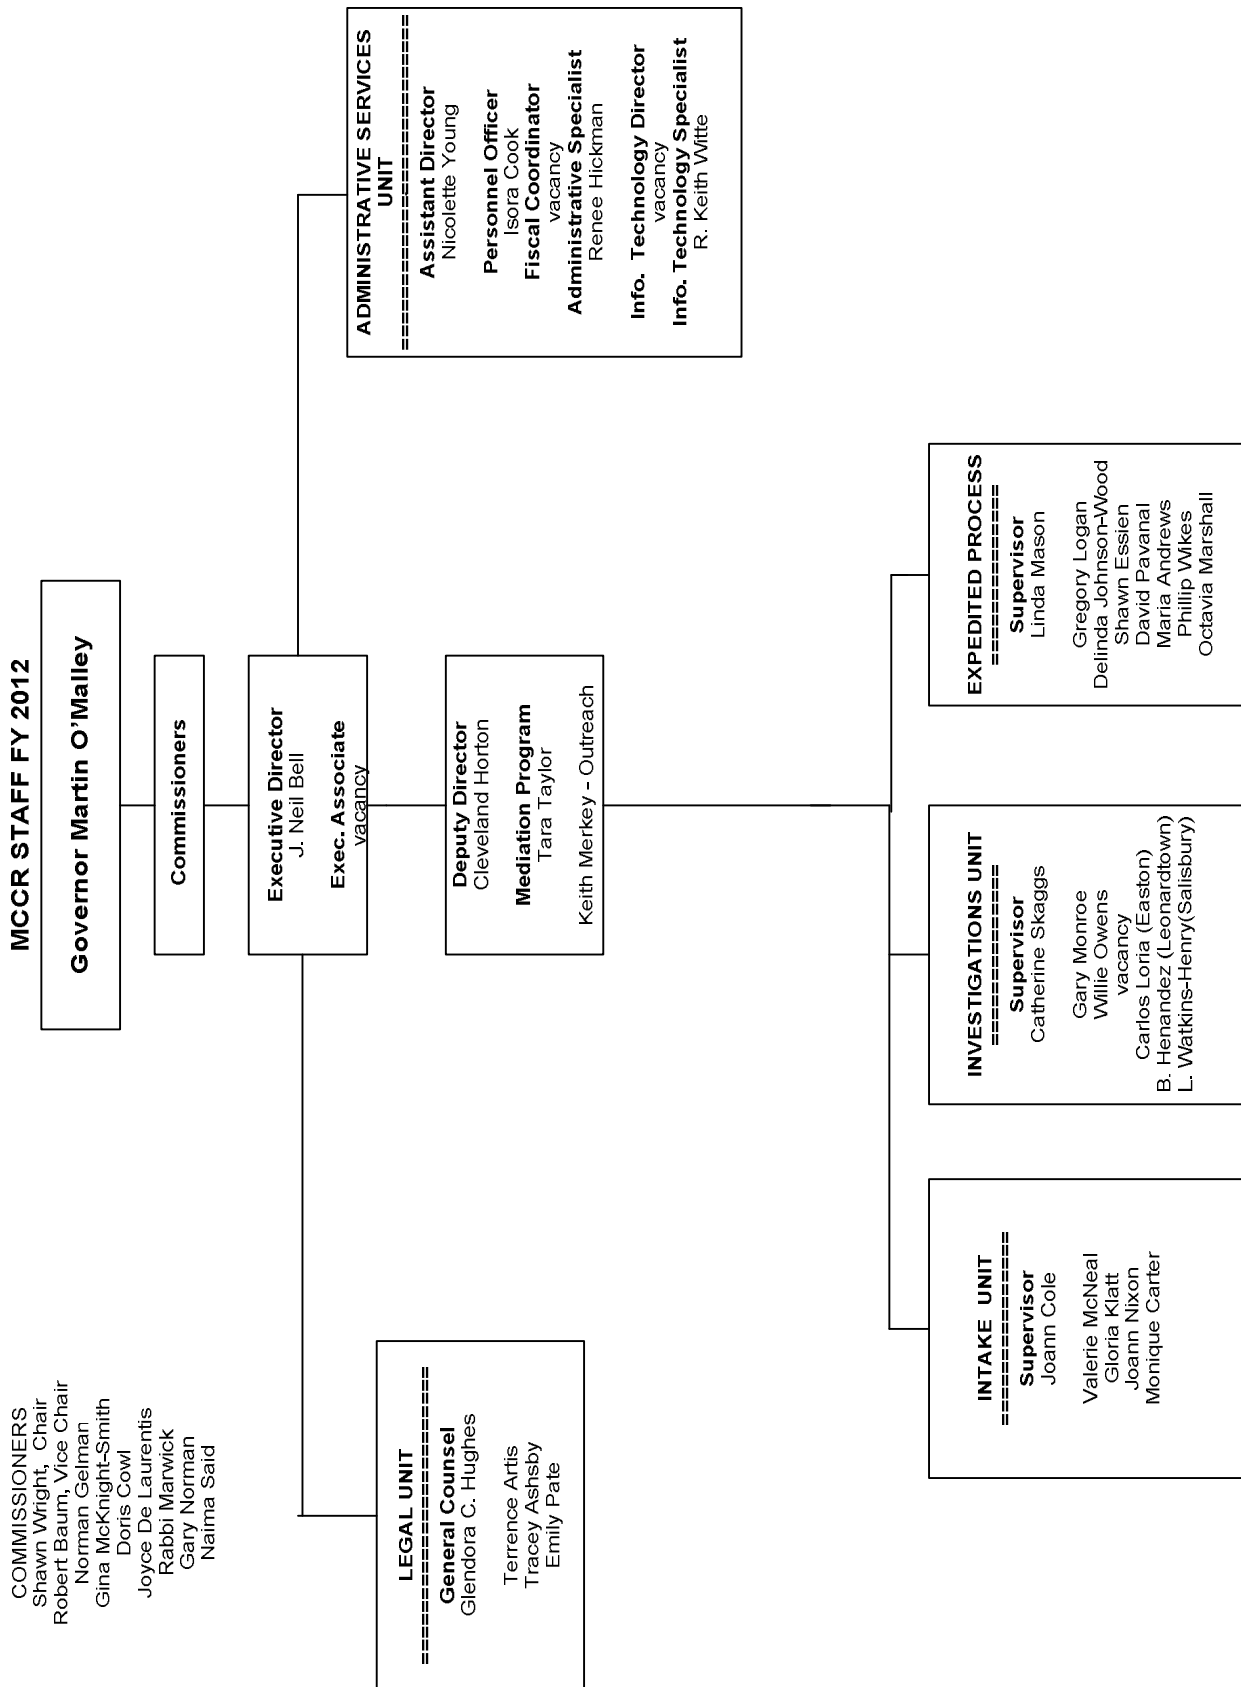 MCCR STAFF FY 2012
COMMISSIONERS
Shawn Wright, Chair
Robert Baum, Vice Chair
Norman Gelman
Gina McKnight-Smith
Doris Cowl
Joyce De Laurentis
Rabbi Marwick
Gary Norman
Naima Said
Governor Martin O'Malley
Commissioners
Executive Director
J. Neil Bell
Exec. Associate
vacancy
LEGAL UNIT
=========================
General Counsel
Glendora C. Hughes
Terrence Artis
Tracey Ashsby
Emily Pate
Deputy Director
Cleveland Horton
Mediation Program
Tara Taylor
Keith Merkey - Outreach
ADMINISTRATIVE SERVICES
UNIT
===========================
Assistant Director
Nicolette Young
Personnel Officer
Isora Cook
Fiscal Coordinator
vacancy
Administrative Specialist
Renee Hickman
Info. Technology Director
vacancy
Info. Technology Specialist
R. Keith Witte
INTAKE UNIT
================
Supervisor
Joann Cole
Valerie McNeal
Gloria Klatt
Joann Nixon
Monique Carter
INVESTIGATIONS UNIT
===============
Supervisor
Catherine Skaggs
Gary Monroe
Willie Owens
vacancy
Carlos Loria (Easton)
B. Henandez (Leonardtown)
L. Watkins-Henry(Salisbury)
EXPEDITED PROCESS
===============
Supervisor
Linda Mason
Gregory Logan
Delinda Johnson-Wood
Shawn Essien
David Pavanal
Maria Andrews
Phillip Wikes
Octavia Marshall